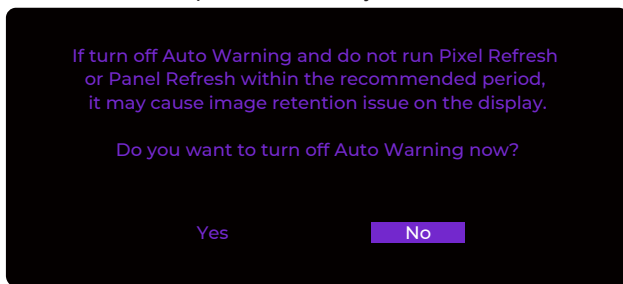 If turn off Auto Warning and do not run Pixel Refresh
or Panel Refresh within the recommended period,
it may cause image retention issue on the display.
Do you want to turn off Auto Warning now?
Yes
No